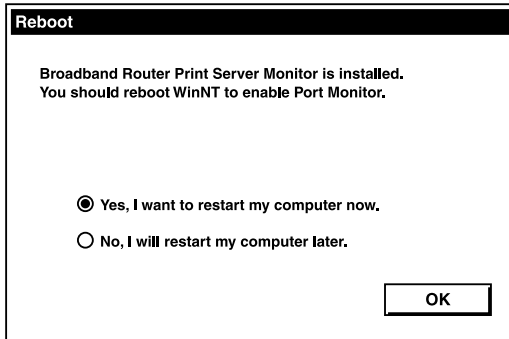 Reboot
Broadband Router Print Server Monitor is installed.
You should reboot WinNT to enable Port Monitor.
Yes, I want to restart my computer now.
No, I will restart my computer later.
OK